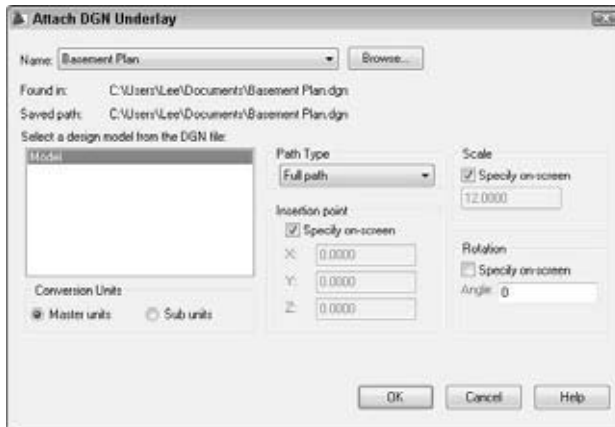 Attach DGN Underlay
Name: Basement Plan
Browse...
Found in: C:\Users\Lee\Documents\Basement Plan.dgn
Saved path: C:\Users\Lee\Documents\Basement Plan.dgn
Select a design model from the DGN file:
Model
Conversion Units
Master units
Sub units
Path Type
Full path
Insertion point
Specify on-screen
X: 0.0000
Y: 0.0000
Z: 0.0000
Scale
Specify on-screen
12.0000
Rotation
Specify on-screen
Angle: 0
OK
Cancel
Help